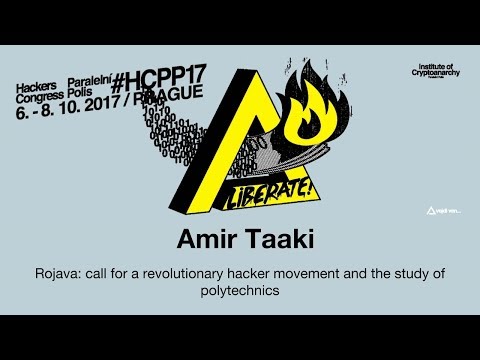 Hackers Paralelní #HCPP17
Congress Polis
6. - 8. 10. 2017 / PRAGUE
Institute of
Cryptoanarchy
LIBERATE!
Amir Taaki
Rojava: call for a revolutionary hacker movement and the study of
polytechnics